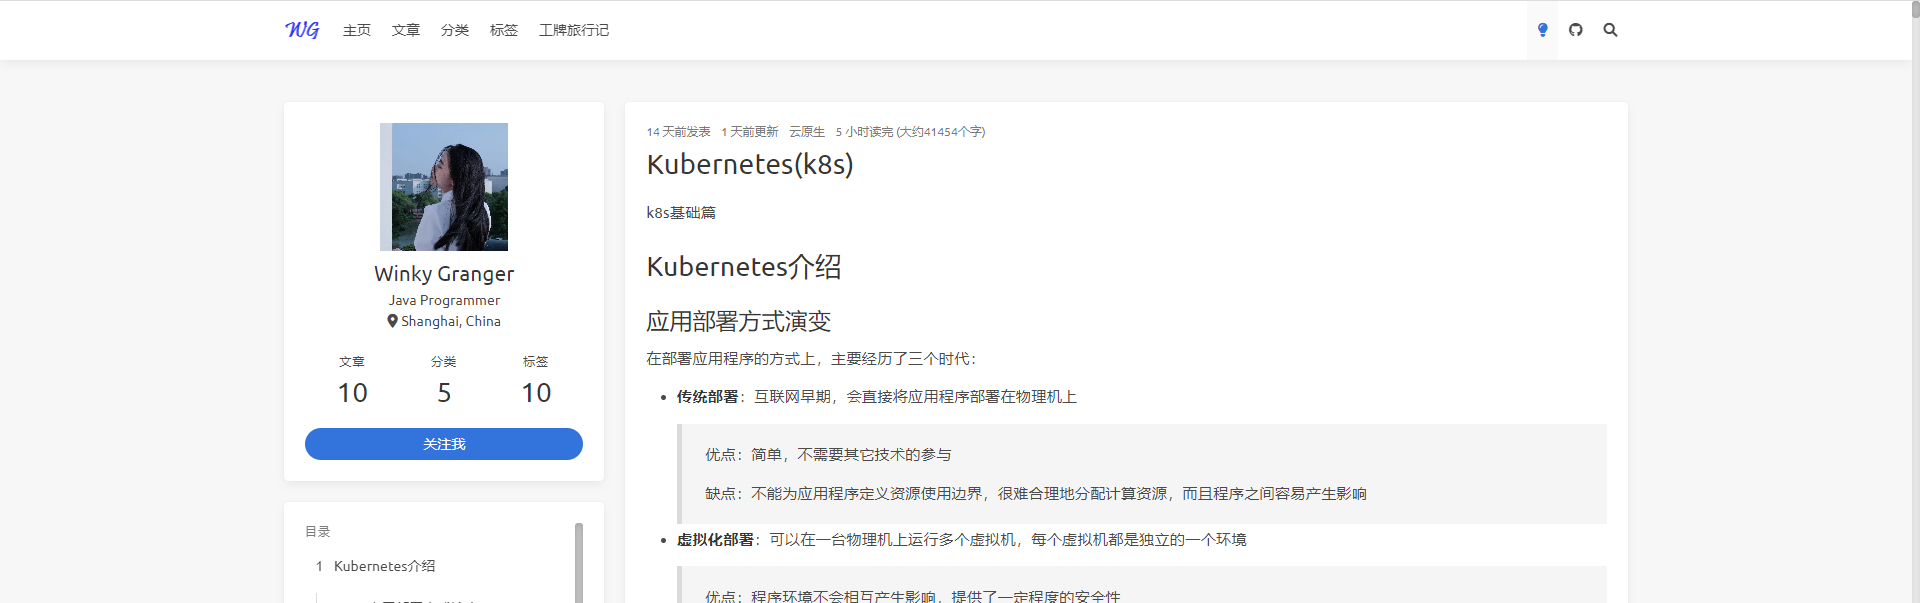 WG 主页 文章 分类 标签 工牌旅行记
Winky Granger
Java Programmer
Shanghai, China
文章 分类 标签
10 5 10
关注我
目录
1 Kubernetes介绍
14 天前发表 1 天前更新 云原生 5 小时读完 (大约41454个字)
Kubernetes(k8s)
k8s基础篇
Kubernetes介绍
应用部署方式演变
在部署应用程序的方式上，主要经历了三个时代：
传统部署：互联网早期，会直接将应用程序部署在物理机上
优点：简单，不需要其它技术的参与
缺点：不能为应用程序定义资源使用边界，很难合理地分配计算资源，而且程序之间容易产生影响
虚拟化部署：可以在一台物理机上运行多个虚拟机，每个虚拟机都是独立的一个环境
优点：程序环境不会相互产生影响，提供了一定程度的安全性